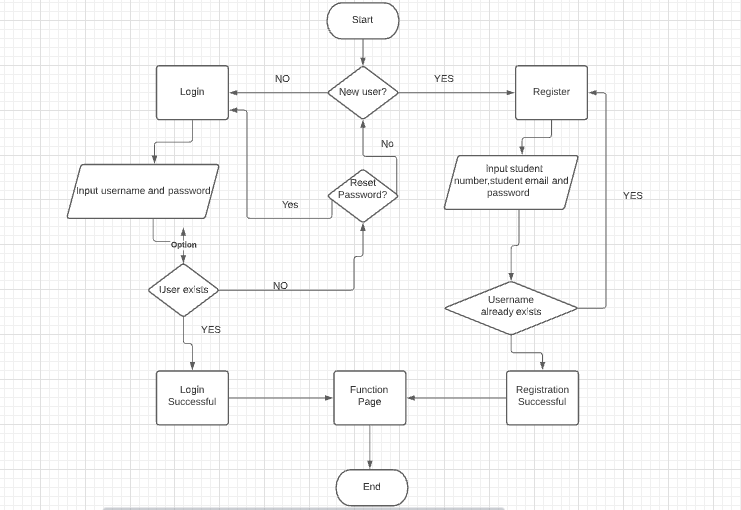 Start
NO
New user?
YES
Login
Register
No
Input username and password
Reset
Password?
Yes
input student
number,student email and
password
YES
Option
User exists
NO
Username
already exists
YES
Login
Successful
Function
Page
Registration
Successful
End